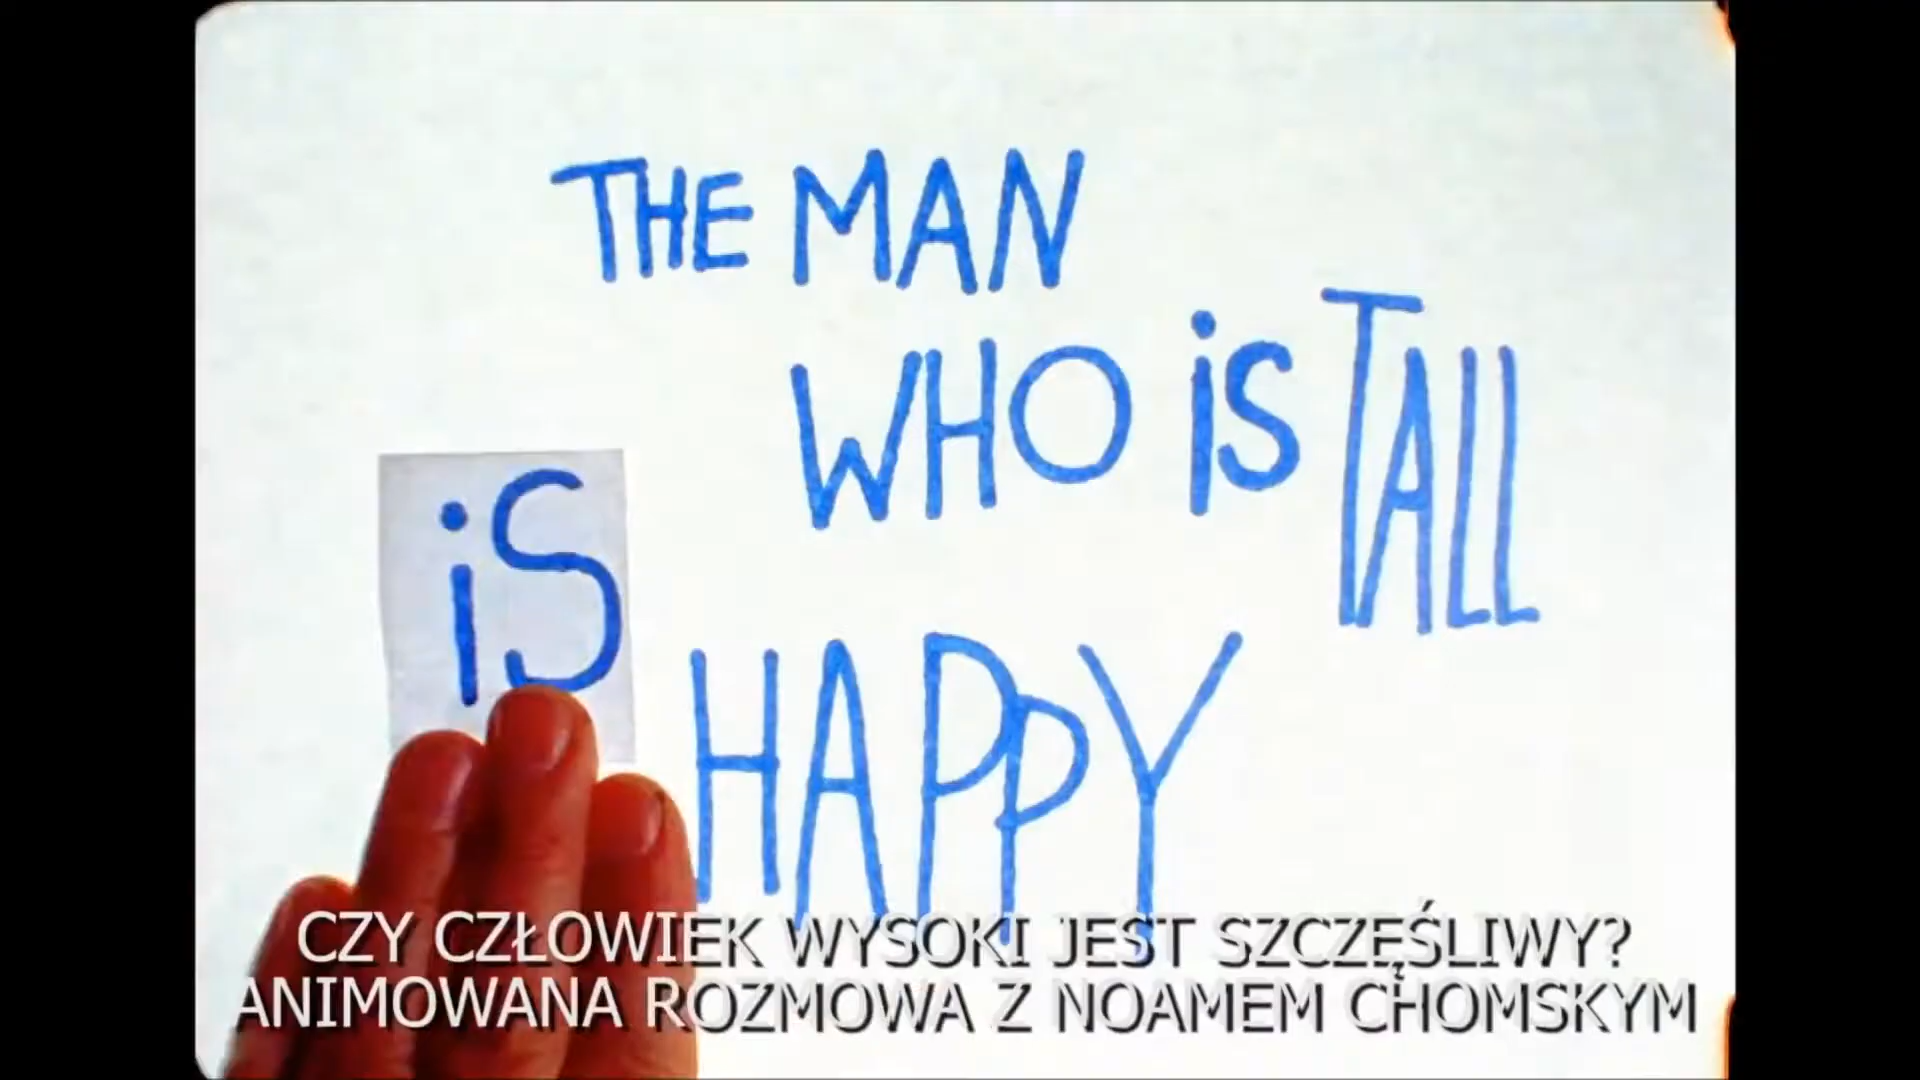 THE MAN
WHO iS TALL
iS HAPPY
CZY CZŁOWIEK WYSOKI JEST SZCZĘŚLIWY?
ANIMOWANA ROZMOWA Z NOAMEM CHOMSKYM